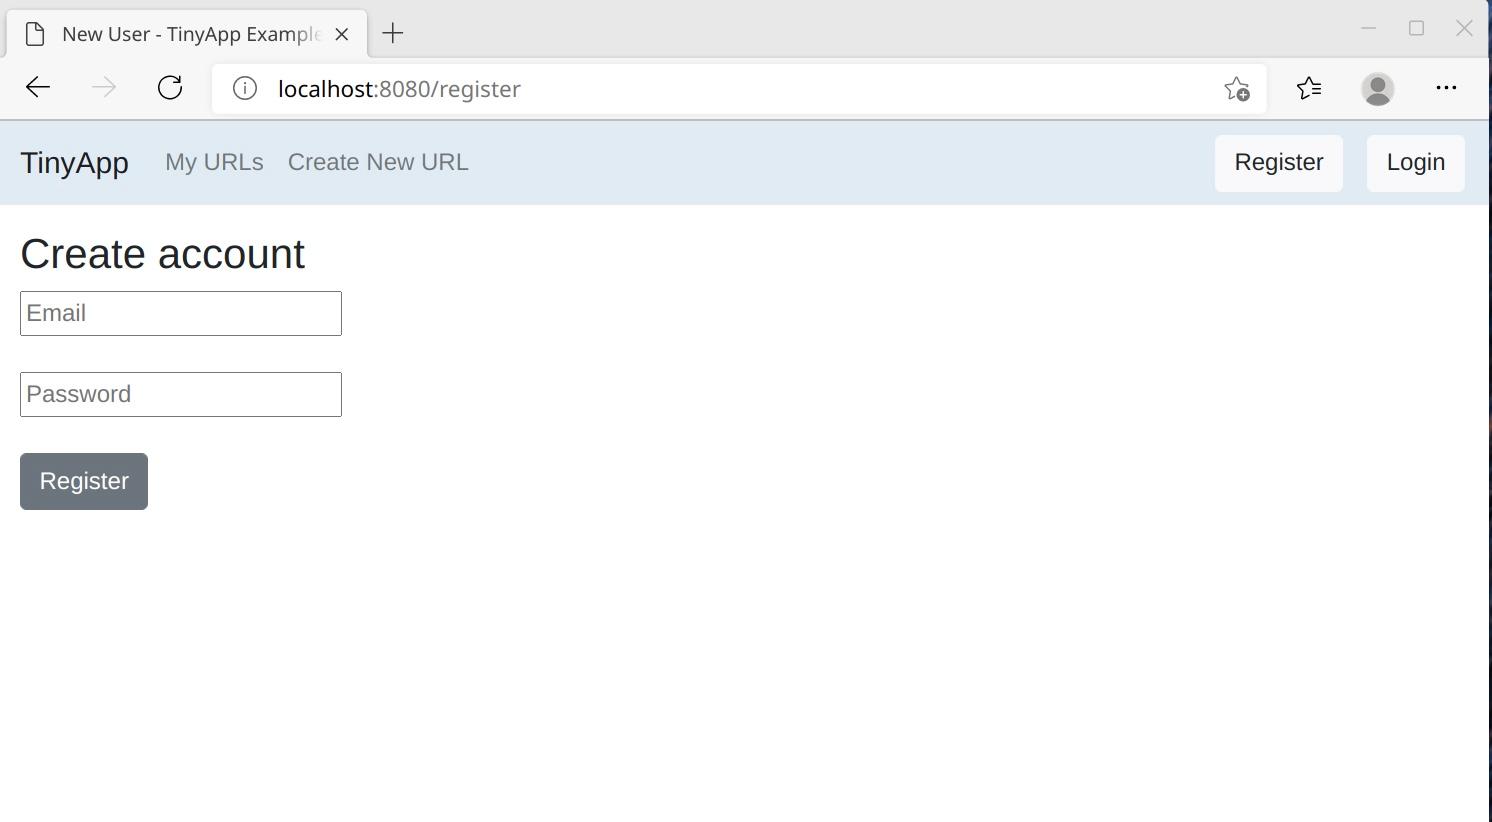 New User - TinyApp Example
localhost:8080/register
TinyApp My URLs Create New URL Register Login
Create account
Email
Password
Register